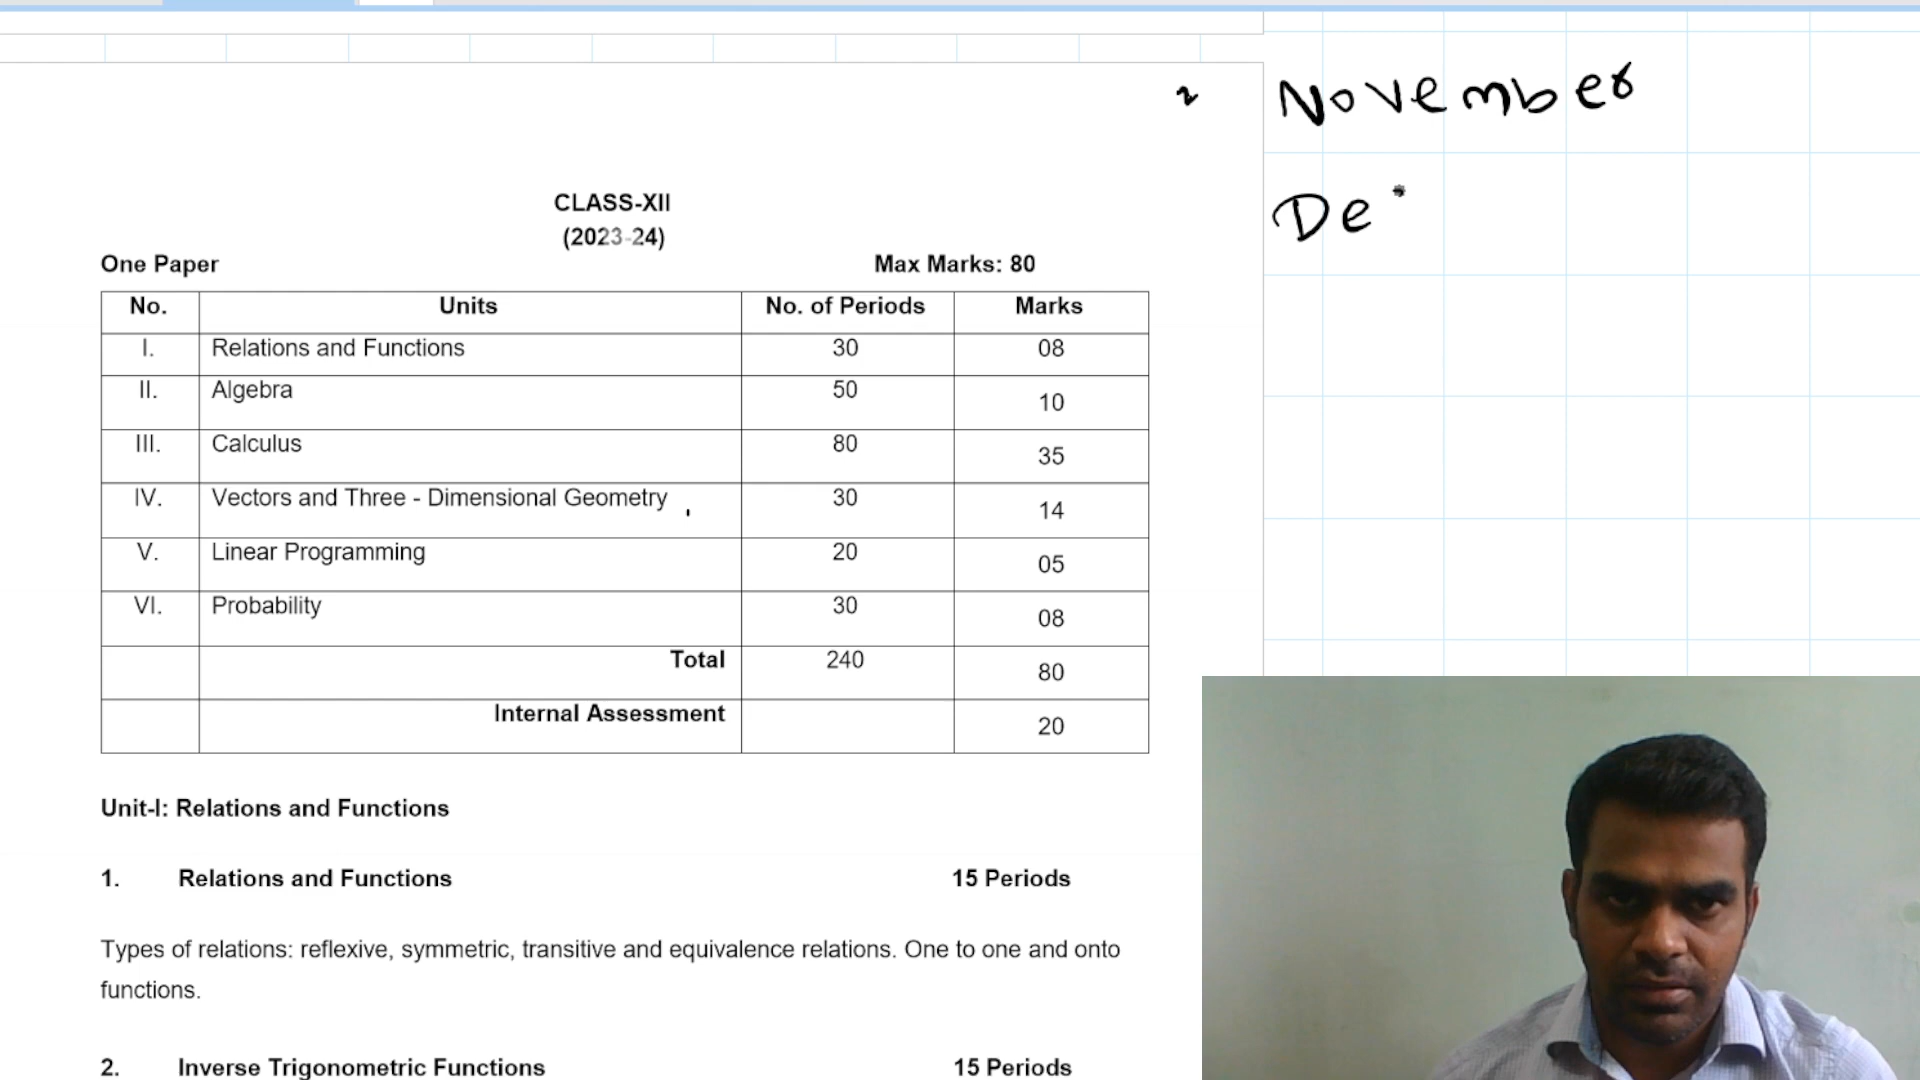 2
November
De
CLASS-XII
(2023-24)
One Paper Max Marks: 80
No. Units No. of Periods Marks
I. Relations and Functions 30 08
II. Algebra 50 10
III. Calculus 80 35
IV. Vectors and Three - Dimensional Geometry 30 14
V. Linear Programming 20 05
VI. Probability 30 08
Total 240 80
Internal Assessment 20
Unit-I: Relations and Functions
1. Relations and Functions 15 Periods
Types of relations: reflexive, symmetric, transitive and equivalence relations. One to one and onto
functions.
2. Inverse Trigonometric Functions 15 Periods